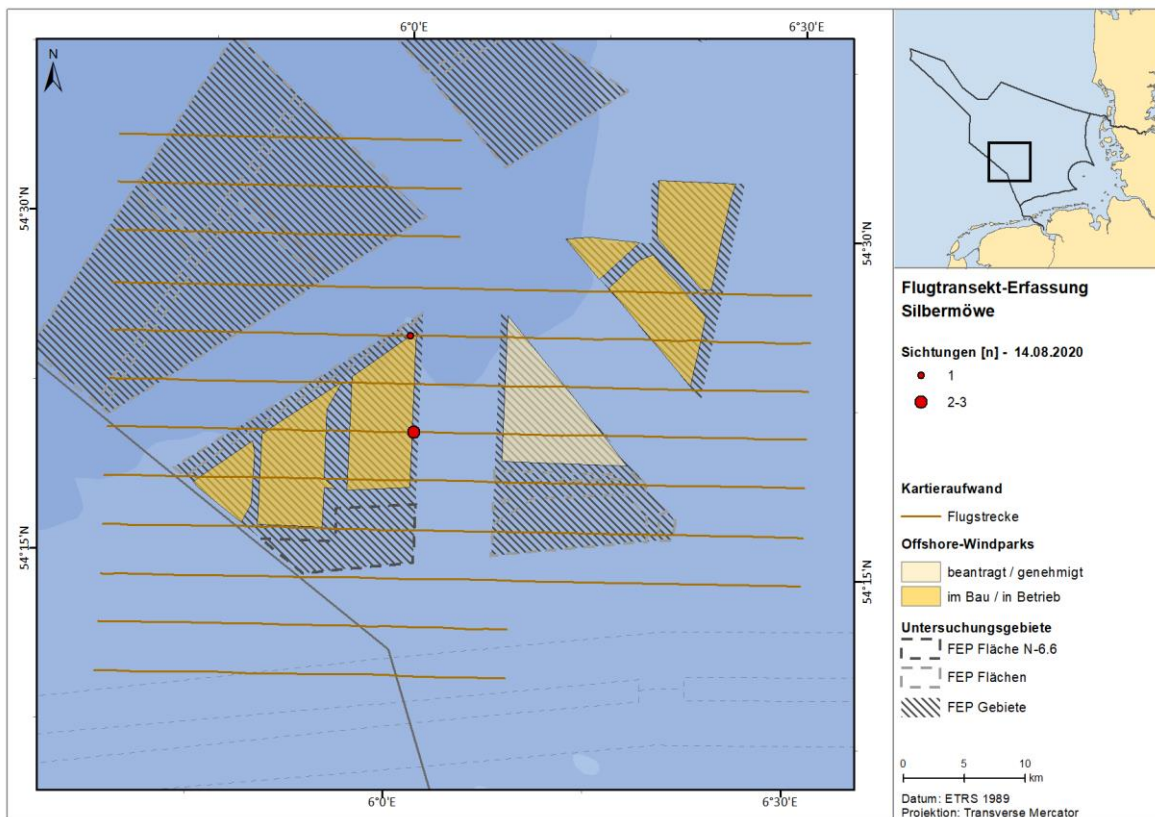 6°0'E
6°30'E
N
54°30'N
54°30'N
54°15'N
54°15'N
6°0'E
6°30'E
Flugtransekt-Erfassung
Silbermöwe
Sichtungen [n] - 14.08.2020
1
2-3
Kartieraufwand
Flugstrecke
Offshore-Windparks
beantragt / genehmigt
im Bau / in Betrieb
Untersuchungsgebiete
FEP Fläche N-6.6
FEP Flächen
FEP Gebiete
0 5 10
km
Datum: ETRS 1989
Projektion: Transverse Mercator